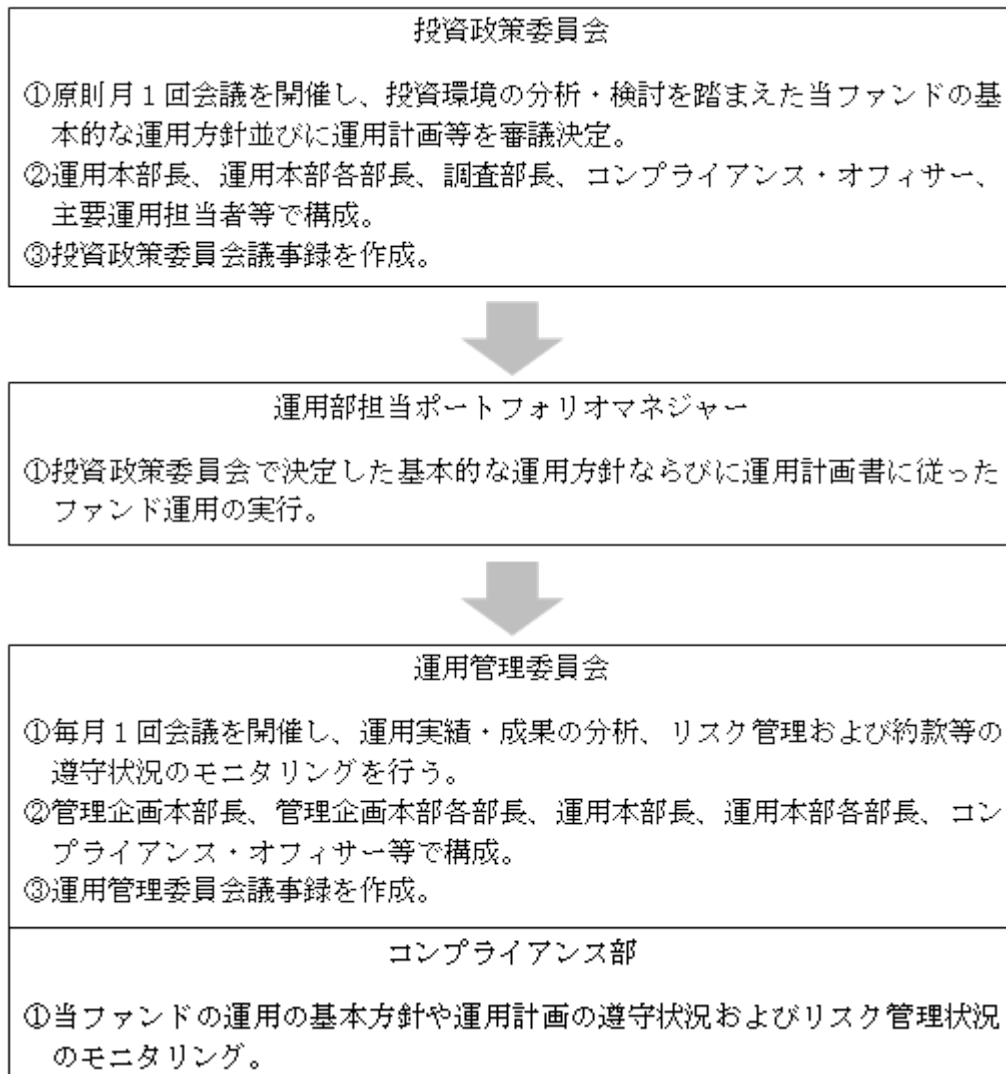 投資政策委員会
①原則月１回会議を開催し、投資環境の分析・検討を踏まえた当ファンドの基
本的な運用方針並びに運用計画等を審議決定。
②運用本部長、運用本部各部長、調査部長、コンプライアンス・オフィサー、
主要運用担当者等で構成。
③投資政策委員会議事録を作成。
運用部担当ポートフォリオマネジャー
①投資政策委員会で決定した基本的な運用方針ならびに運用計画書に従った
ファンド運用の実行。
運用管理委員会
①毎月１回会議を開催し、運用実績・成果の分析、リスク管理および約款等の
遵守状況のモニタリングを行う。
②管理企画本部長、管理企画本部各部長、運用本部長、運用本部各部長、コン
プライアンス・オフィサー等で構成。
③運用管理委員会議事録を作成。
コンプライアンス部
①当ファンドの運用の基本方針や運用計画の遵守状況およびリスク管理状況
のモニタリング。